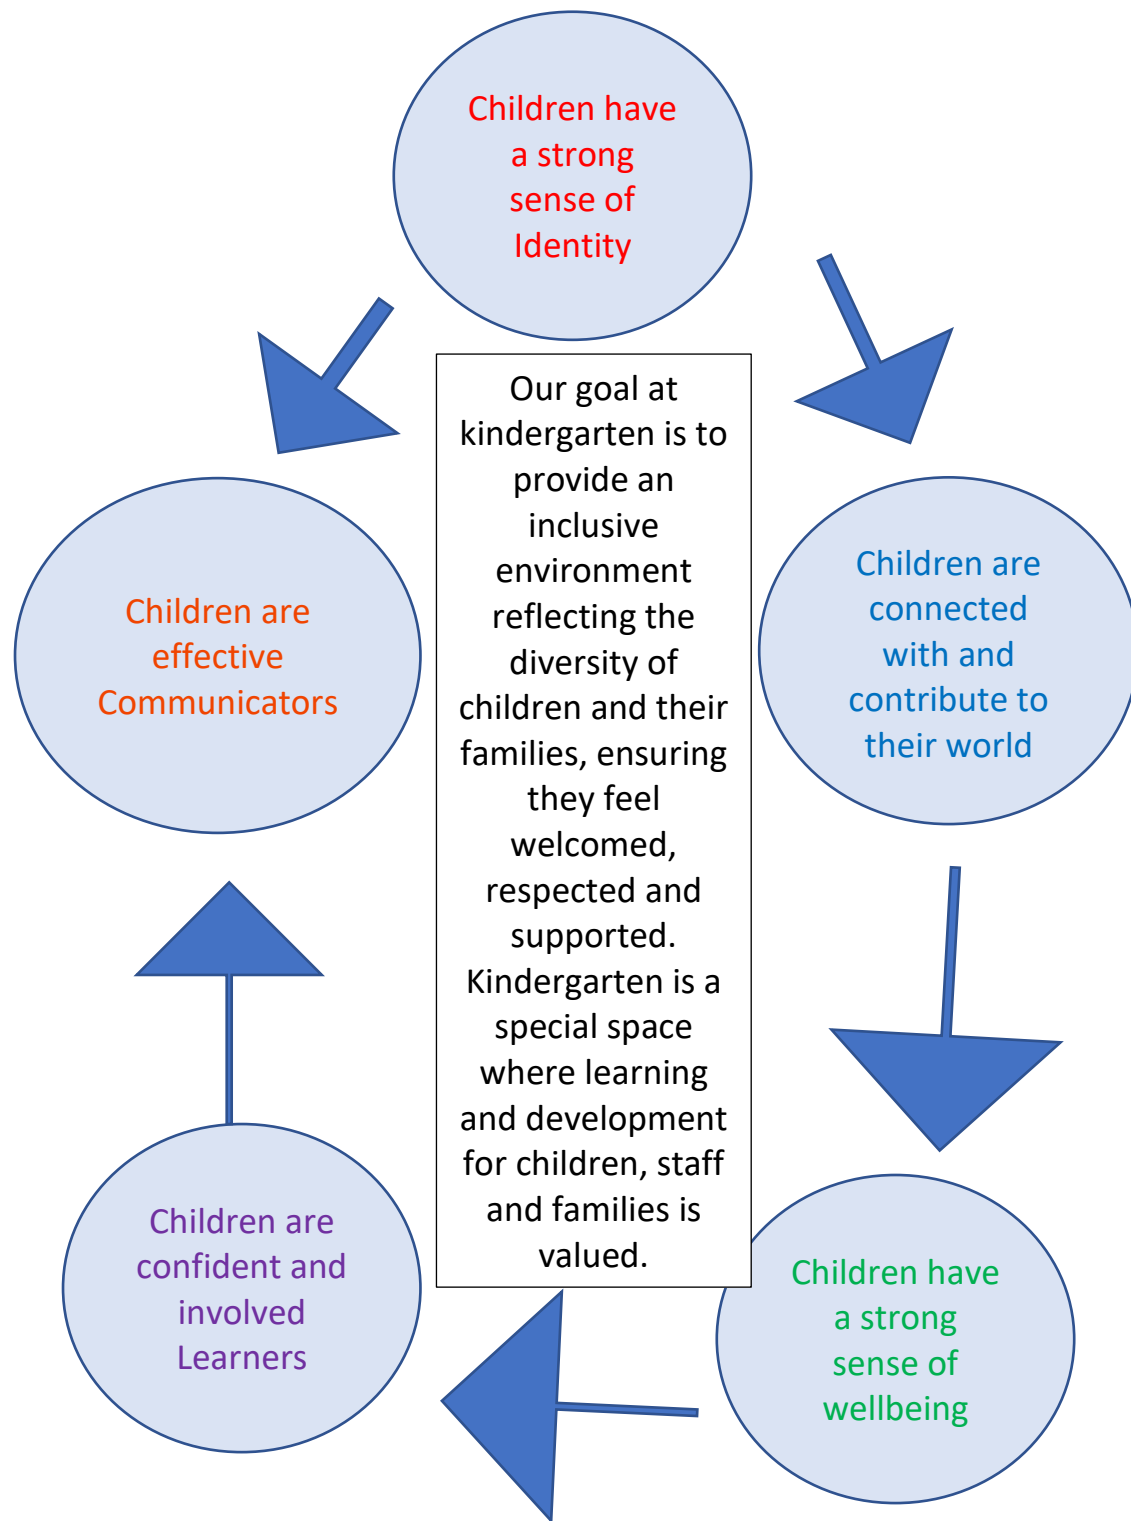 Children have
a strong
sense of
Identity
Our goal at
kindergarten is to
provide an
inclusive
environment
reflecting the
diversity of
children and their
families, ensuring
they feel
welcomed,
respected and
supported.
Kindergarten is a
special space
where learning
and development
for children, staff
and families is
valued.
Children are
effective
Communicators
Children are
connected
with and
contribute to
their world
Children are
confident and
involved
Learners
Children have
a strong
sense of
wellbeing